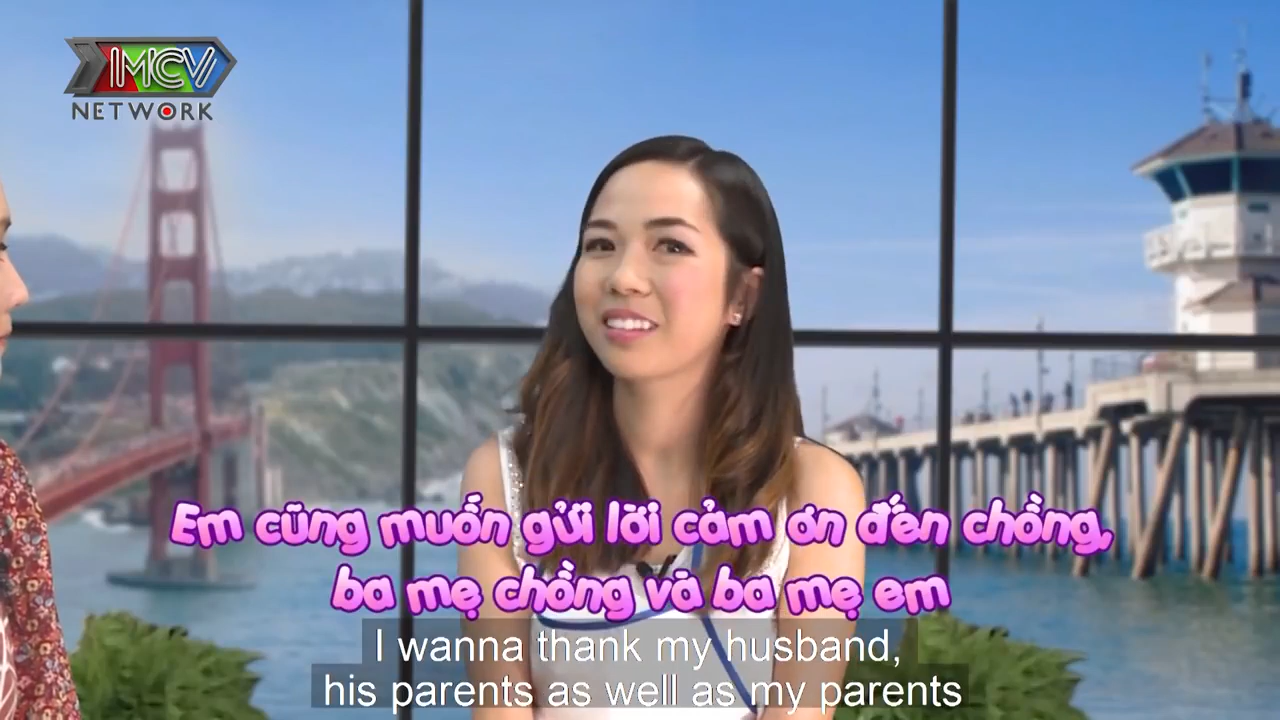 MCV
NETWORK
Em cũng muốn gửi lời cảm ơn đến chồng,
ba mẹ chồng và ba mẹ em
I wanna thank my husband,
his parents as well as my parents